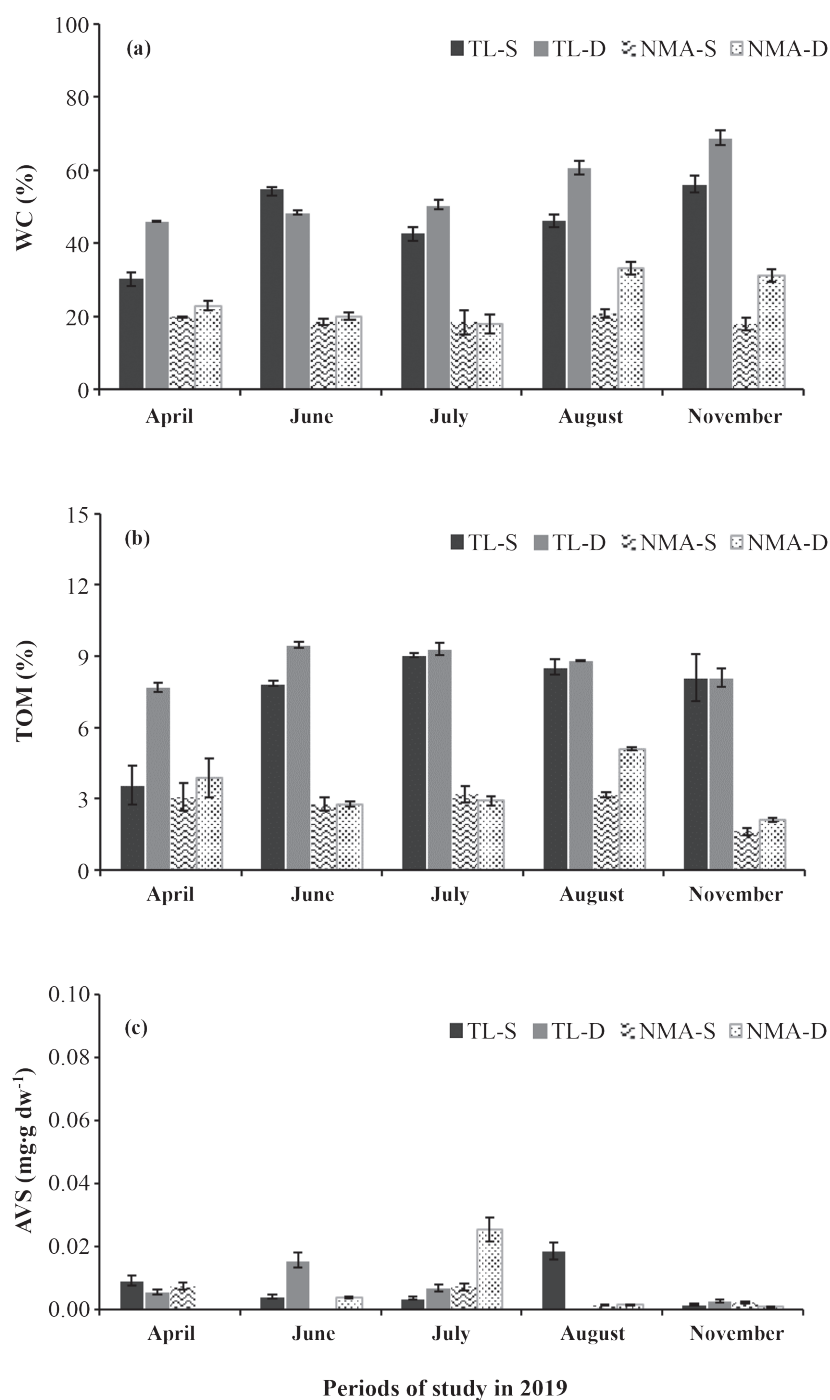 100
(a)
TL-S TL-D NMA-S NMA-D
80
60
40
20
0
WC (%)
April June July August November
15
(b)
TL-S TL-D NMA-S NMA-D
12
9
6
3
0
TOM (%)
April June July August November
0.10
(c)
TL-S TL-D NMA-S NMA-D
0.08
0.06
0.04
0.02
0.00
AVS (mg·g dw⁻¹)
April June July August November
Periods of study in 2019